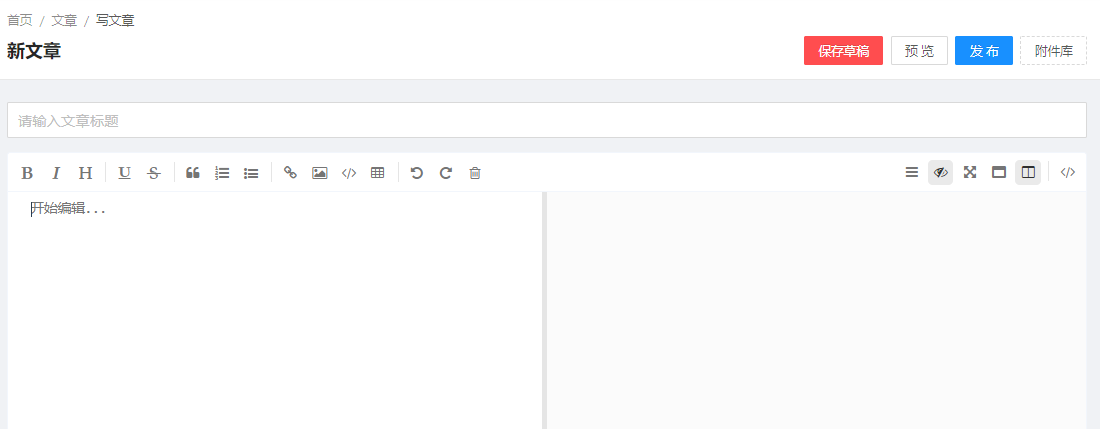 首页 / 文章 / 写文章
新文章
保存草稿 预 览 发 布 附件库
请输入文章标题
B I H U S
开始编辑...